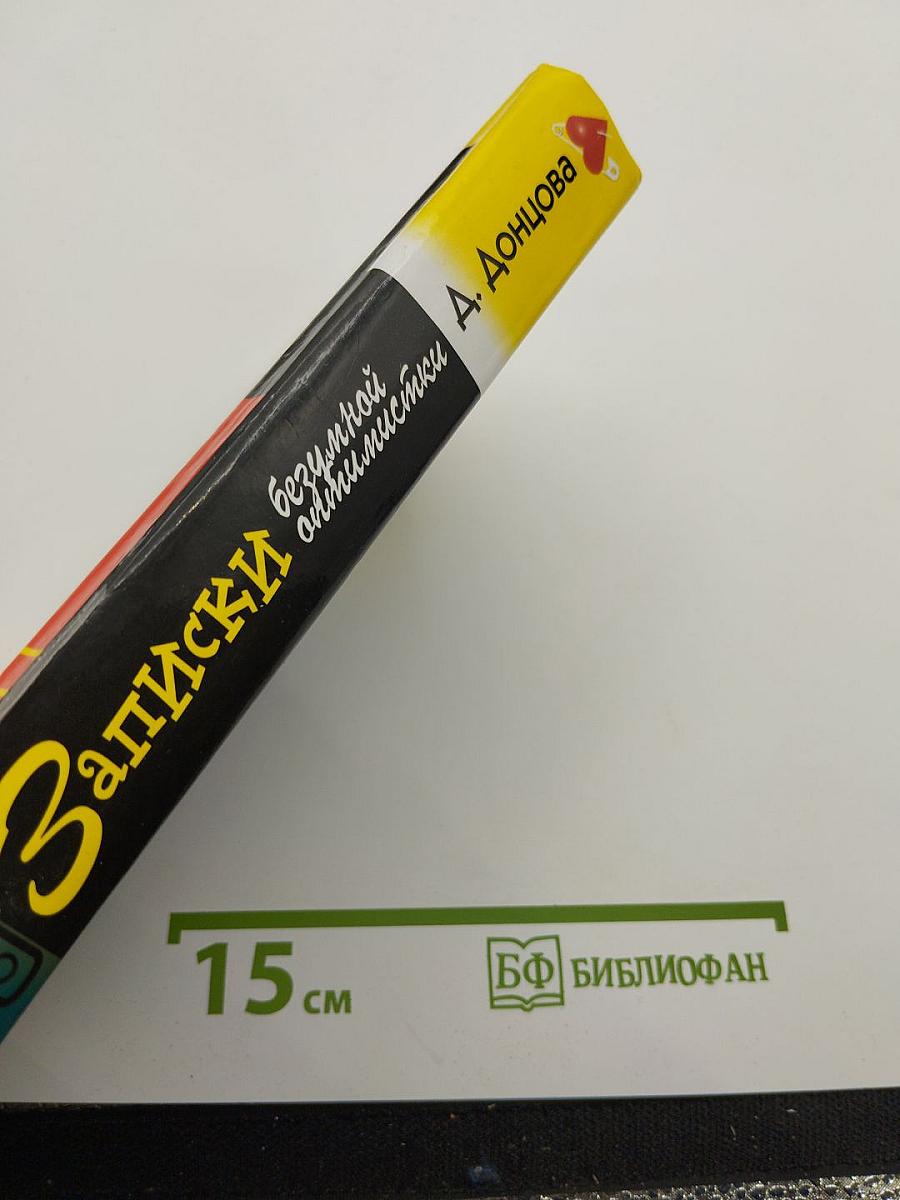 Д. Донцова
Записки
безумной
оптимистки
15 см
БФ БИБЛИОФАН